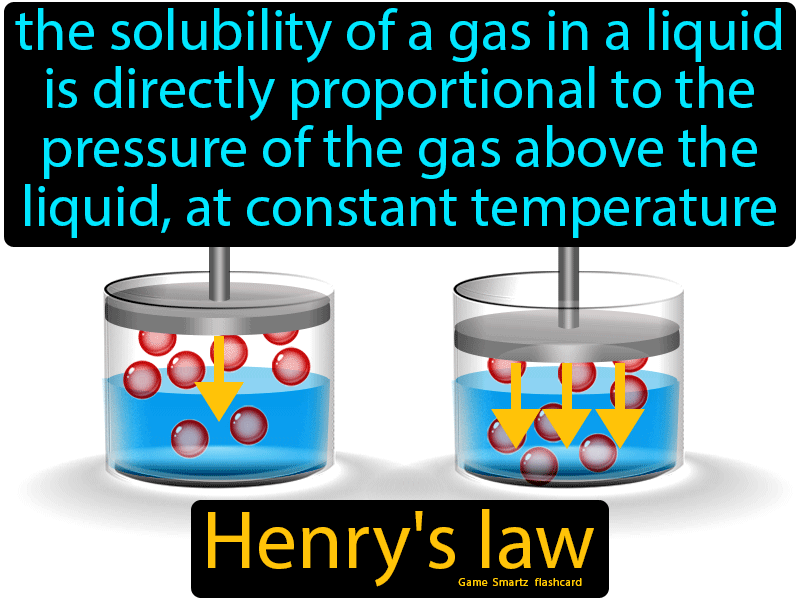 the solubility of a gas in a liquid
is directly proportional to the
pressure of the gas above the
liquid, at constant temperature
Henry's law
Game Smartz flashcard